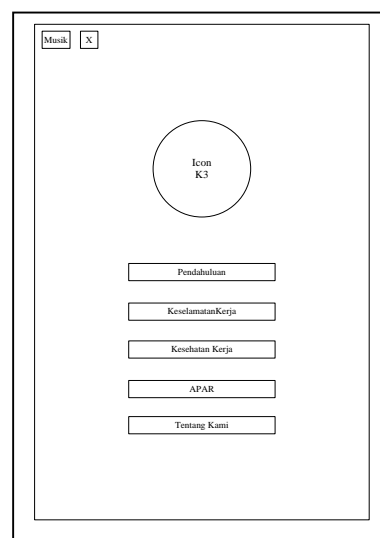 Musik
X
Icon
K3
Pendahuluan
KeselamatanKerja
Kesehatan Kerja
APAR
Tentang Kami